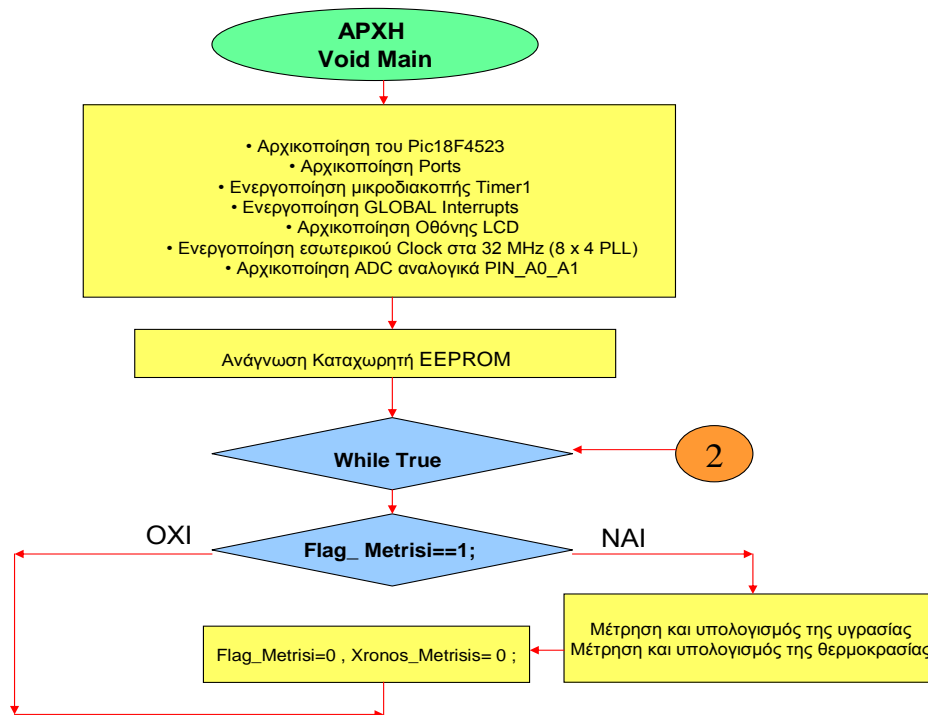 ΑΡΧΗ
Void Main
• Αρχικοποίηση του Pic18F4523
• Αρχικοποίηση Ports
• Ενεργοποίηση μικροδιακοπής Timer1
• Ενεργοποίηση GLOBAL Interrupts
• Αρχικοποίηση Οθόνης LCD
• Ενεργοποίηση εσωτερικού Clock στα 32 MHz (8 x 4 PLL)
• Αρχικοποίηση ADC αναλογικά PIN_A0_A1
Ανάγνωση Καταχωρητή EEPROM
While True
2
ΟΧΙ
Flag_ Metrisi==1;
ΝΑΙ
Μέτρηση και υπολογισμός της υγρασίας
Μέτρηση και υπολογισμός της θερμοκρασίας
Flag_Metrisi=0 , Xronos_Metrisis= 0 ;